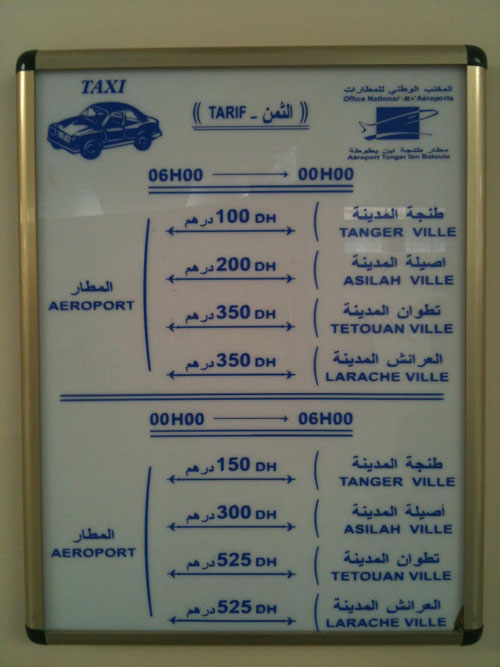 TAXI
(( TARIF - الثمن ))
المكتب الوطني للمطارات
Office National des Aéroports
مطار طنجة ابن بطوطة
Aéroport Tanger Ibn Batouta
06H00 → 00H00
المطار
AEROPORT
100 DH درهم
طنجة المدينة
TANGER VILLE
200 DH درهم
اصيلة المدينة
ASILAH VILLE
350 DH درهم
تطوان المدينة
TETOUAN VILLE
350 DH درهم
العرائش المدينة
LARACHE VILLE
00H00 → 06H00
المطار
AEROPORT
150 DH درهم
طنجة المدينة
TANGER VILLE
300 DH درهم
أصيلة المدينة
ASILAH VILLE
525 DH درهم
تطوان المدينة
TETOUAN VILLE
525 DH درهم
العرائش المدينة
LARACHE VILLE